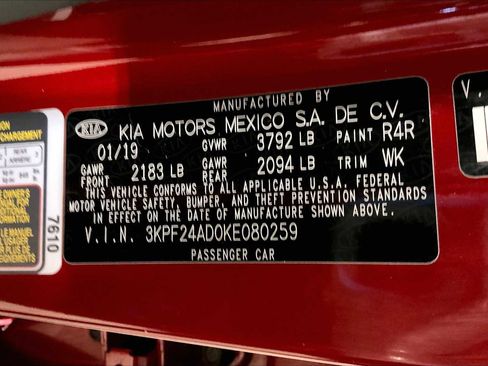 MANUFACTURED BY
KIA KIA MOTORS MEXICO S.A. DE C.V.
01/19 GVWR 3792 LB PAINT R4R
GAWR FRONT 2183 LB GAWR REAR 2094 LB TRIM WK
THIS VEHICLE CONFORMS TO ALL APPLICABLE U.S.A. FEDERAL
MOTOR VEHICLE SAFETY, BUMPER, AND THEFT PREVENTION STANDARDS
IN EFFECT ON THE DATE OF MANUFACTURE SHOWN ABOVE.
V.I.N. 3KPF24AD0KE080259
PASSENGER CAR
7610
V.